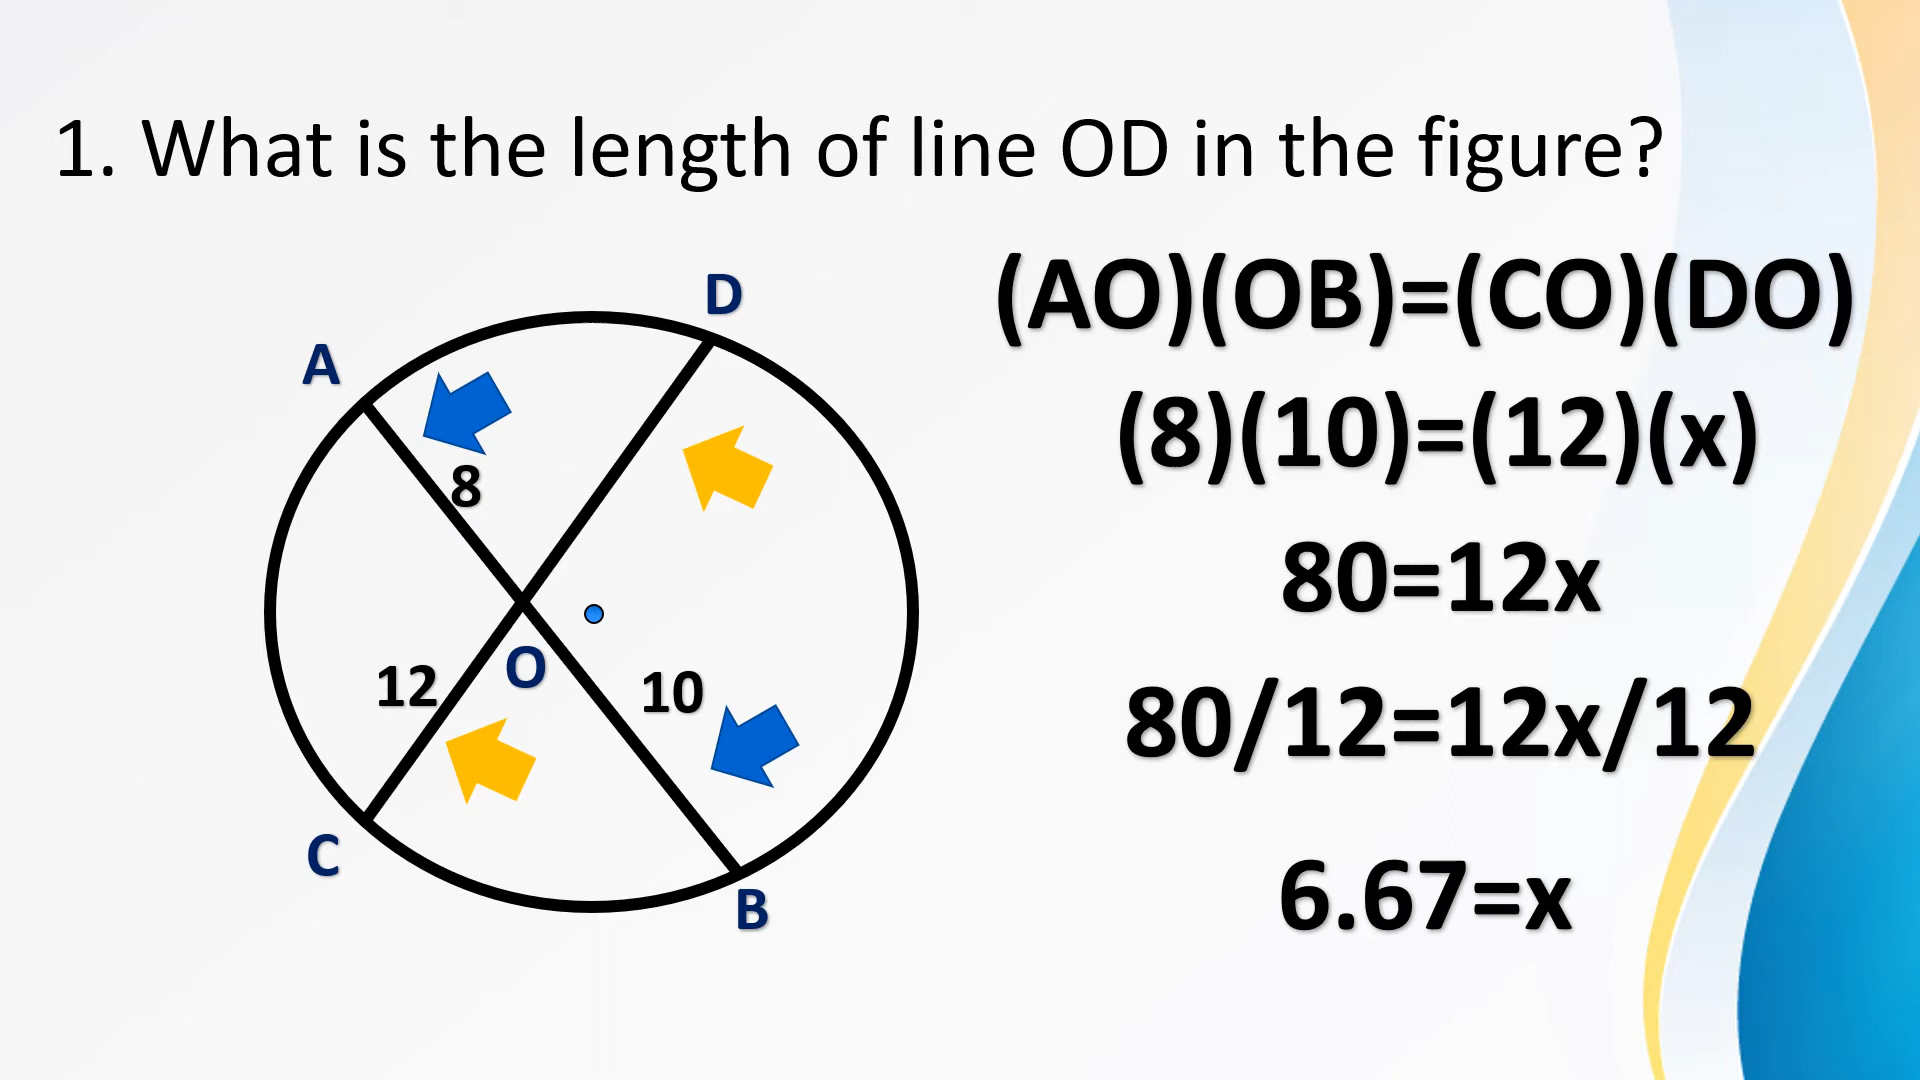 1. What is the length of line OD in the figure?
(AO)(OB)=(CO)(DO)
(8)(10)=(12)(x)
80=12x
80/12=12x/12
6.67=x
D
A
8
O
12
10
C
B